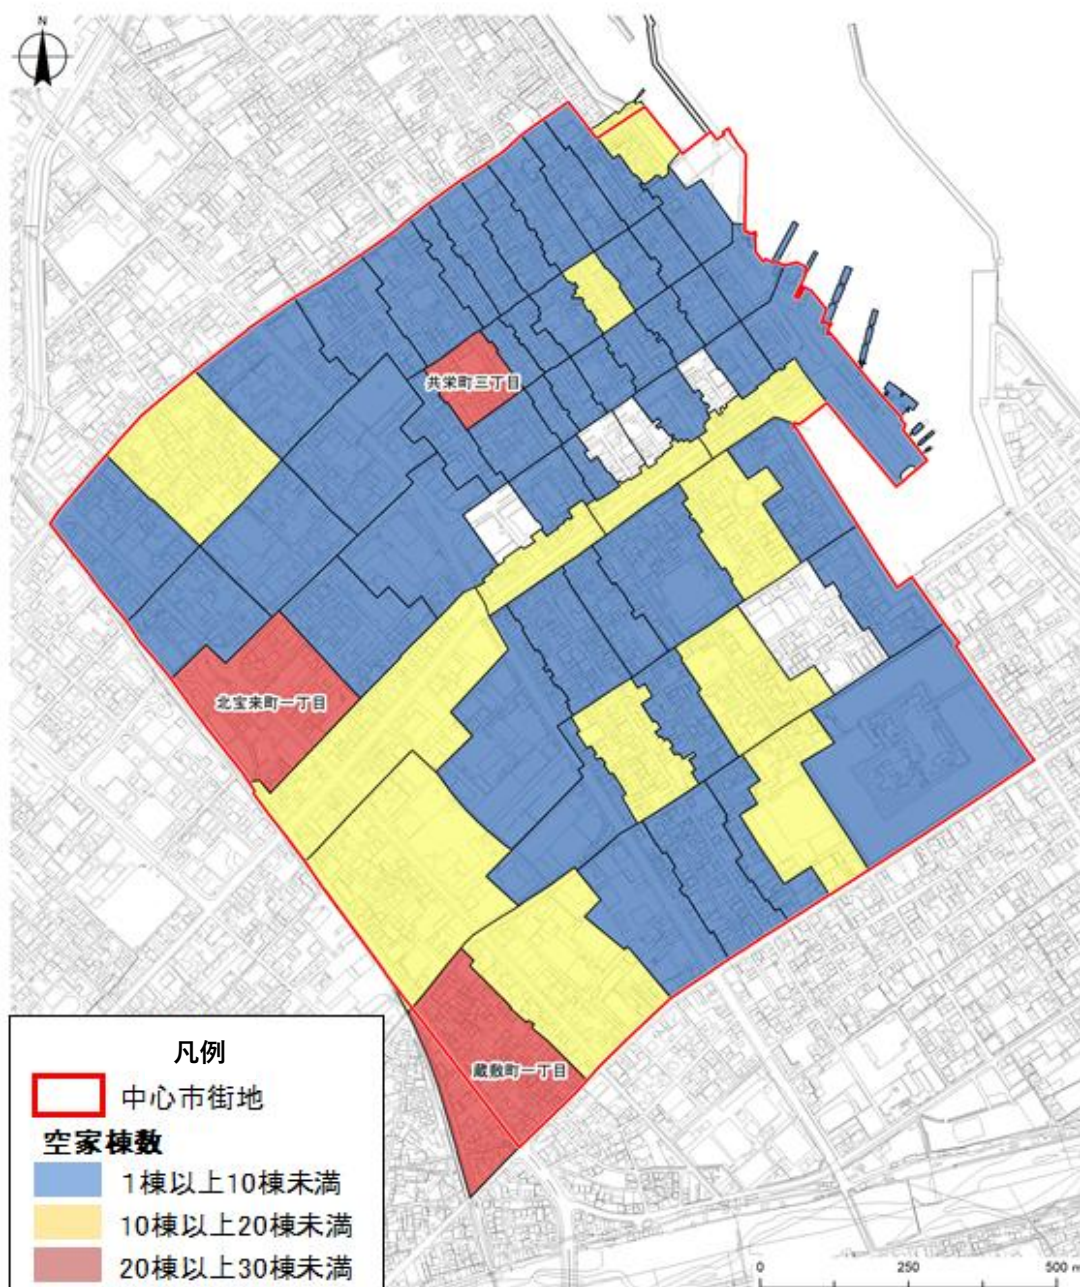 N
共栄町三丁目
北宝来町一丁目
蔵敷町一丁目
凡例
中心市街地
空家棟数
1棟以上10棟未満
10棟以上20棟未満
20棟以上30棟未満
0 250 500 m